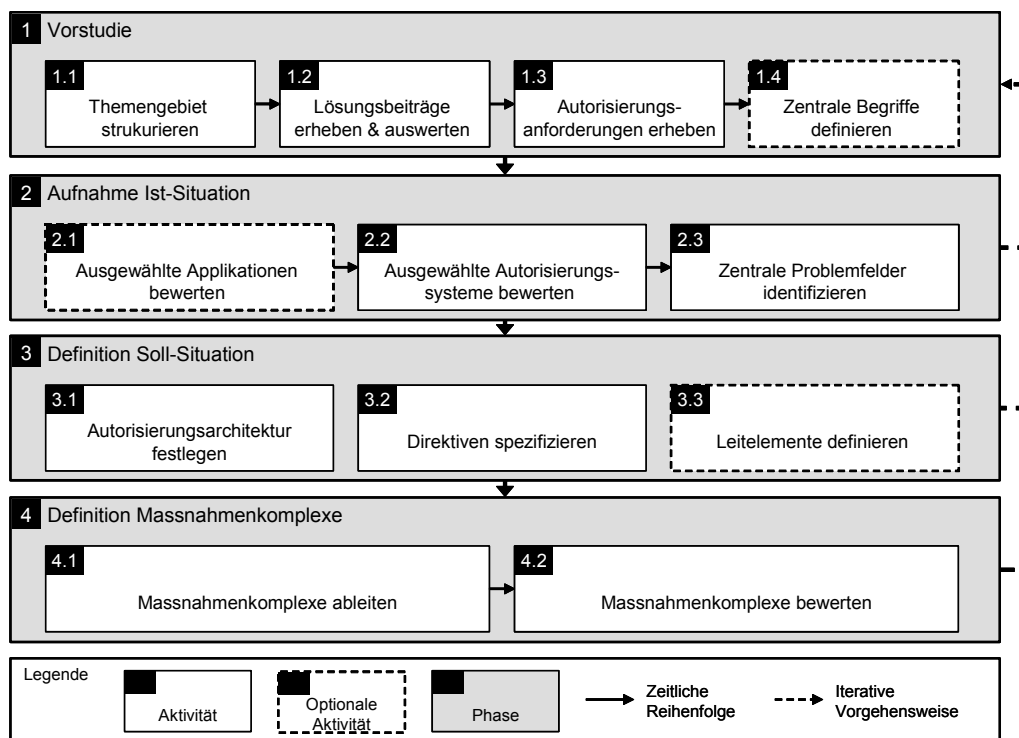 1 Vorstudie
1.1
Themengebiet
strukurieren
1.2
Lösungsbeiträge
erheben & auswerten
1.3
Autorisierungs-
anforderungen erheben
1.4
Zentrale Begriffe
definieren
2 Aufnahme Ist-Situation
2.1
Ausgewählte Applikationen
bewerten
2.2
Ausgewählte Autorisierungs-
systeme bewerten
2.3
Zentrale Problemfelder
identifizieren
3 Definition Soll-Situation
3.1
Autorisierungsarchitektur
festlegen
3.2
Direktiven spezifizieren
3.3
Leitelemente definieren
4 Definition Massnahmenkomplexe
4.1
Massnahmenkomplexe ableiten
4.2
Massnahmenkomplexe bewerten
Legende
Aktivität
Optionale
Aktivität
Phase
Zeitliche
Reihenfolge
Iterative
Vorgehensweise